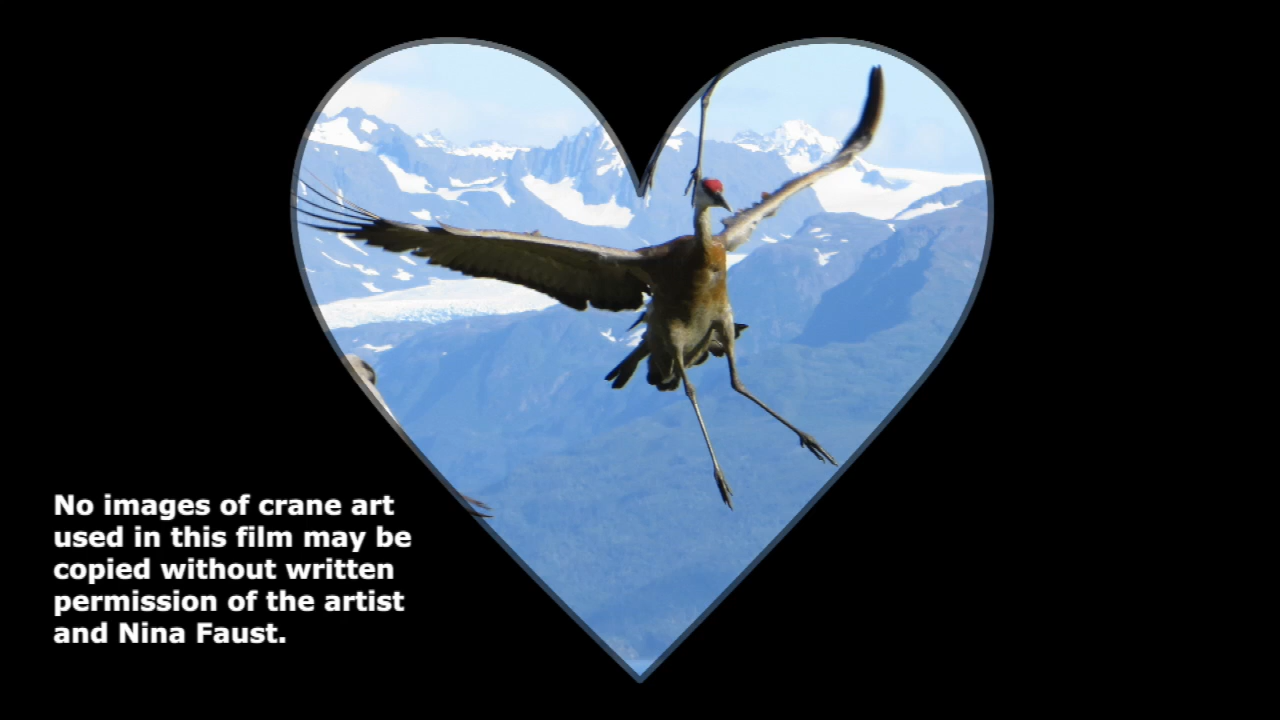 No images of crane art
used in this film may be
copied without written
permission of the artist
and Nina Faust.